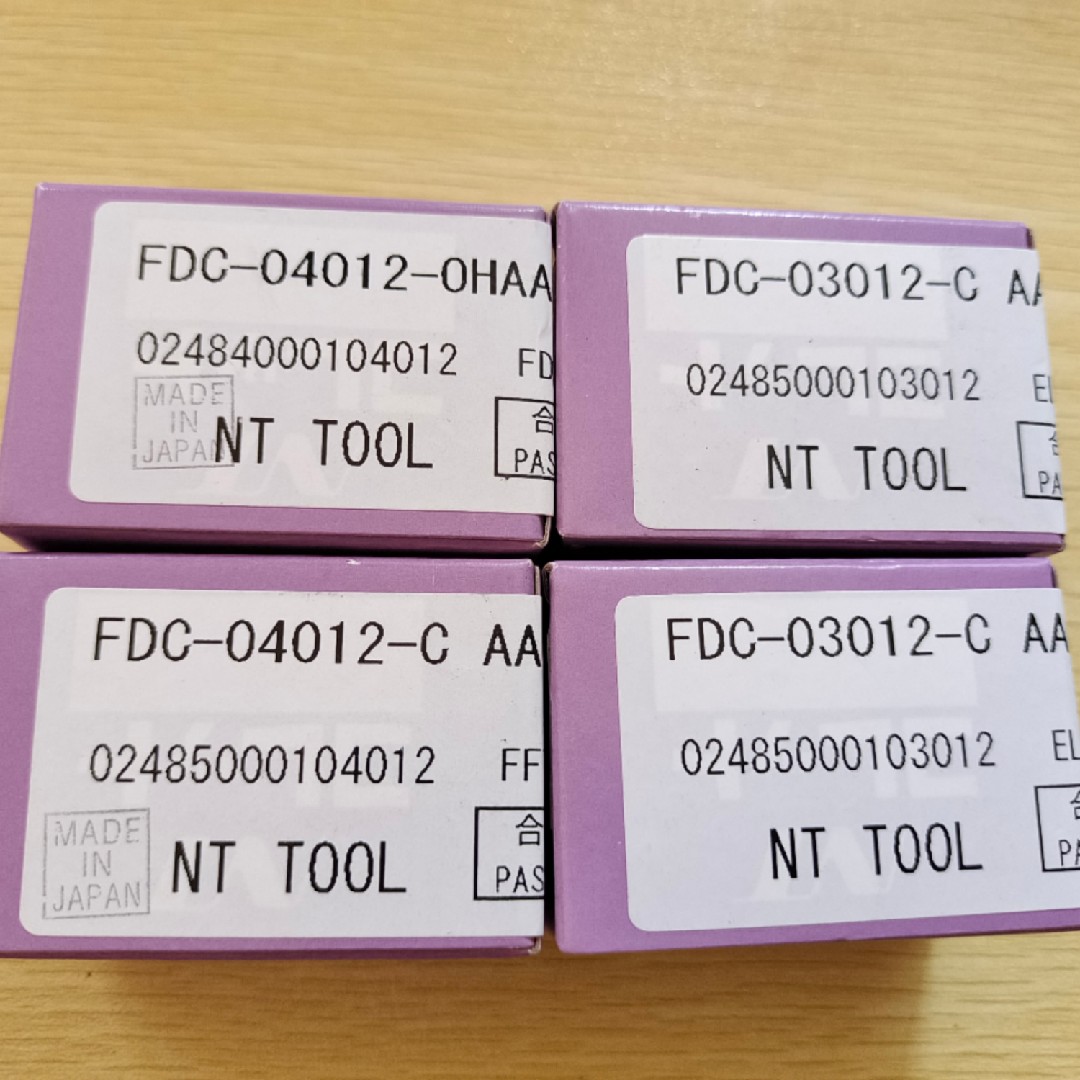 FDC-04012-OHAA
02484000104012 FD
MADE
IN
JAPAN
NT TOOL
合
PAS
FDC-03012-C AA
02485000103012 EL
NT TOOL
合
PA
FDC-04012-C AA
02485000104012 FF
MADE
IN
JAPAN
NT TOOL
合
PAS
FDC-03012-C AA
02485000103012 EL
NT TOOL
合
PA